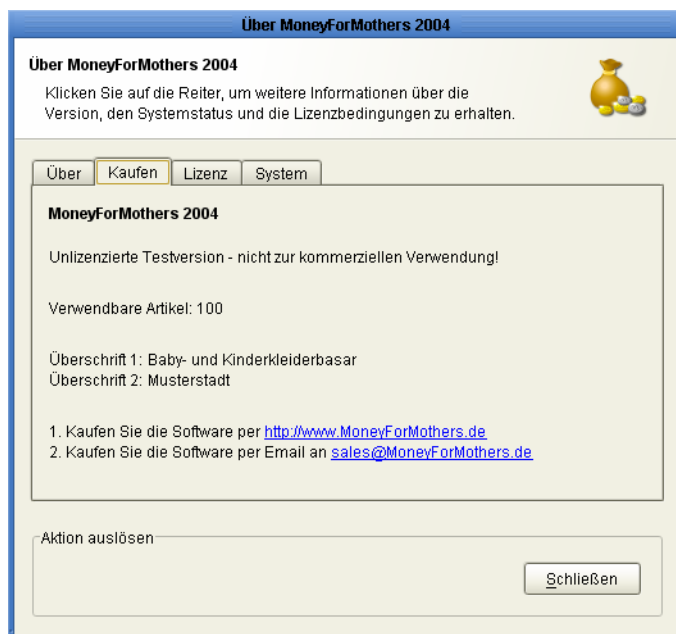 Über MoneyForMothers 2004
Über MoneyForMothers 2004
Klicken Sie auf die Reiter, um weitere Informationen über die
Version, den Systemstatus und die Lizenzbedingungen zu erhalten.
Über Kaufen Lizenz System
MoneyForMothers 2004
Unlizenzierte Testversion - nicht zur kommerziellen Verwendung!
Verwendbare Artikel: 100
Überschrift 1: Baby- und Kinderkleiderbasar
Überschrift 2: Musterstadt
1. Kaufen Sie die Software per http://www.MoneyForMothers.de
2. Kaufen Sie die Software per Email an sales@MoneyForMothers.de
Aktion auslösen
Schließen